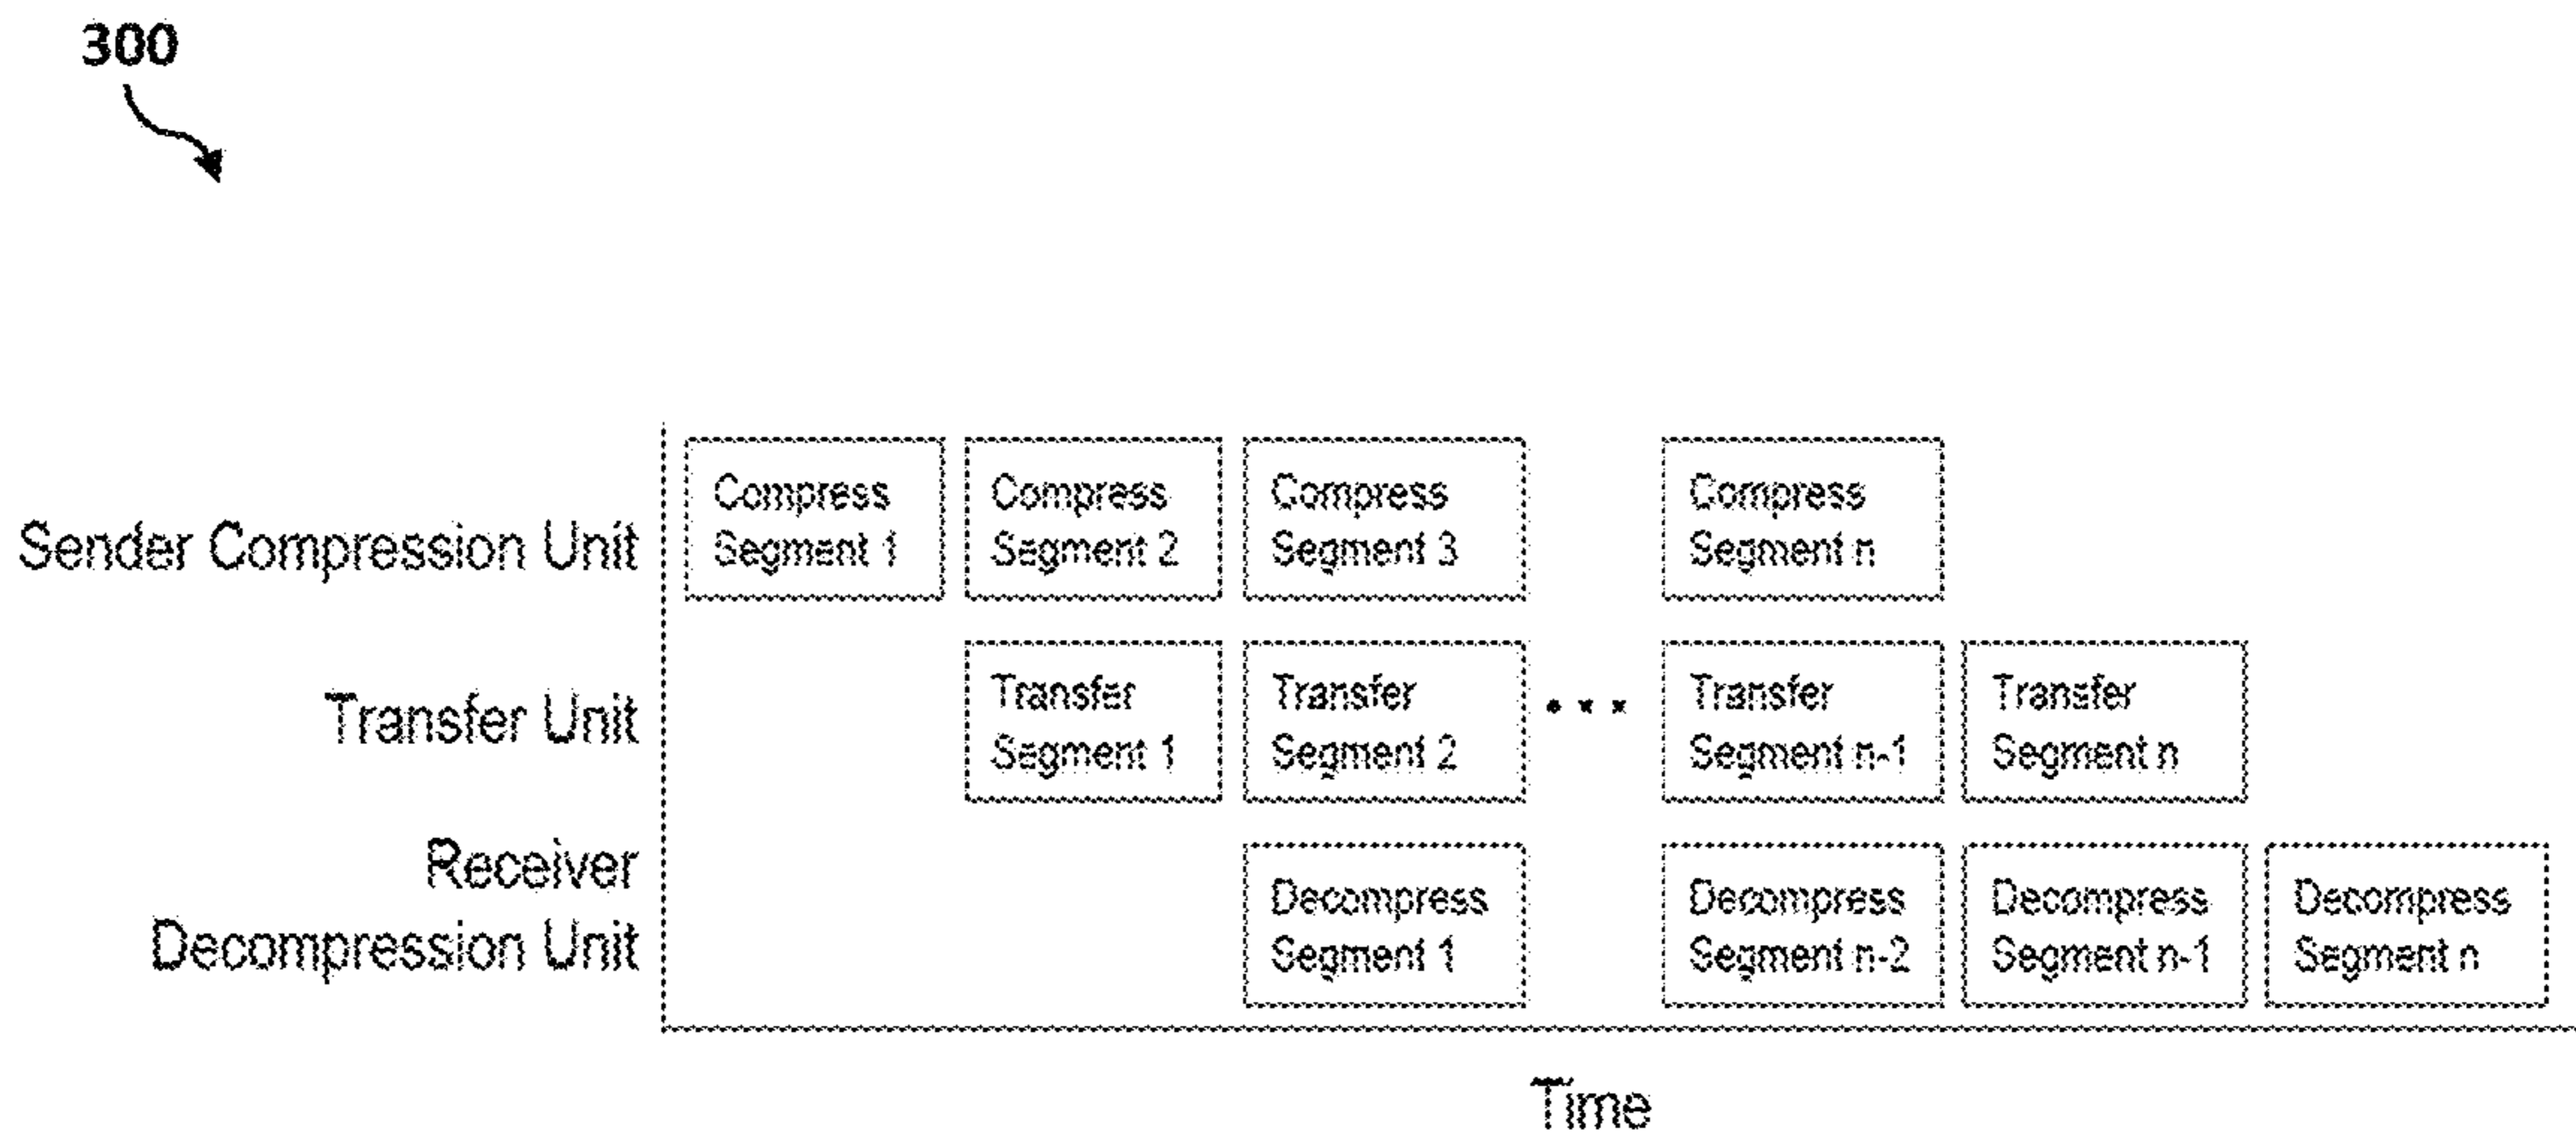 300
Sender Compression Unit
Compress
Segment 1
Compress
Segment 2
Compress
Segment 3
Compress
Segment n
Transfer Unit
Transfer
Segment 1
Transfer
Segment 2
...
Transfer
Segment n-1
Transfer
Segment n
Receiver
Decompression Unit
Decompress
Segment 1
Decompress
Segment n-2
Decompress
Segment n-1
Decompress
Segment n
Time